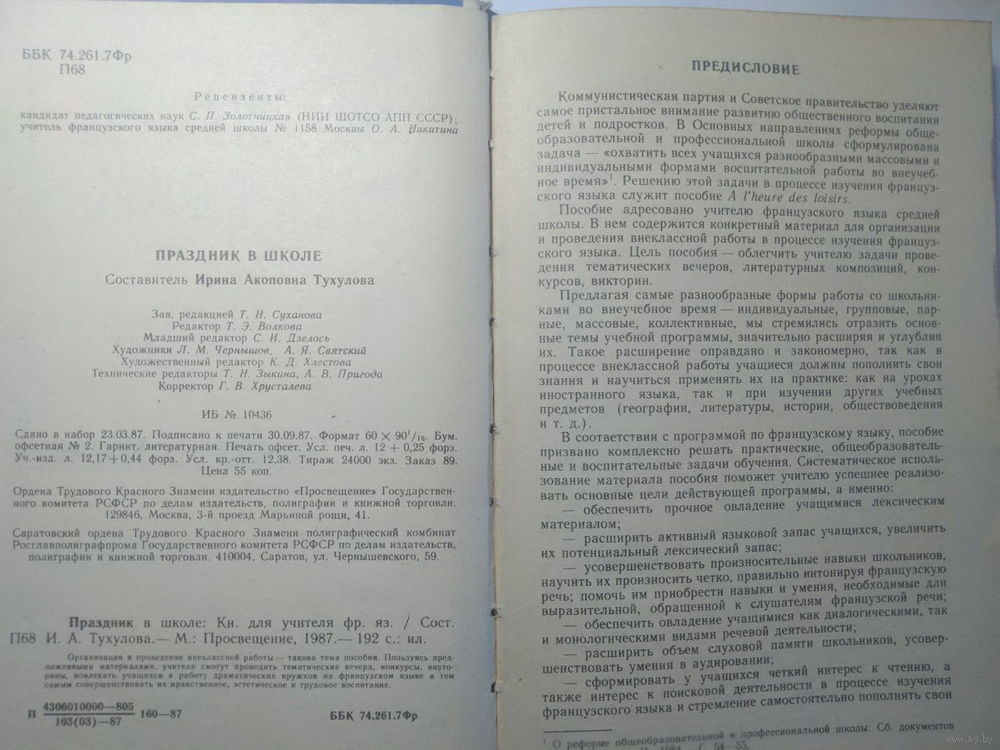 ББК 74.261.7Фр
П68
Рецензенты:
кандидат педагогических наук С. П. Золотницкая (НИИ ШОТСО АПН СССР);
учитель французского языка средней школы № 1158 Москвы О. А. Никитина
ПРАЗДНИК В ШКОЛЕ
Составитель Ирина Акоповна Тухулова
Зав. редакцией Т. Н. Суханова
Редактор Т. Э. Волкова
Младший редактор С. И. Дзелось
Художники Л. М. Чернышов, А. Я. Святский
Художественный редактор К. Д. Хлестова
Технические редакторы Т. Н. Зыкина, А. В. Пригода
Корректор Г. В. Хрусталева
ИБ № 10436
Сдано в набор 23.03.87. Подписано к печати 30.09.87. Формат 60 × 90 1/16. Бум.
офсетная № 2. Гарнит. литературная. Печать офсет. Усл. печ. л. 12 + 0,25 форз.
Уч.-изд. л. 12,17 + 0,44 форз. Усл. кр.-отт. 12,38. Тираж 24000 экз. Заказ 89.
Цена 55 коп.
Ордена Трудового Красного Знамени издательство «Просвещение» Государствен-
ного комитета РСФСР по делам издательств, полиграфии и книжной торговли.
129846, Москва, 3-й проезд Марьиной рощи, 41.
Саратовский ордена Трудового Красного Знамени полиграфический комбинат
Росглавполиграфпрома Государственного комитета РСФСР по делам издательств,
полиграфии и книжной торговли. 410004, Саратов, ул. Чернышевского, 59.
Праздник в школе: Кн. для учителя фр. яз. / Сост.
П68 И. А. Тухулова.— М.: Просвещение, 1987.— 192 с.: ил.
Организация и проведение внеклассной работы — такова тема пособия. Пользуясь пред-
ложенными материалами, учителя смогут проводить тематические вечера, конкурсы, викто-
рины, вовлекать учащихся в работу драматических кружков на французском языке и тем
самым совершенствовать их нравственное, эстетическое и трудовое воспитание.
П 4306010000—805
103(03)—87 160—87 ББК 74.261.7Фр
ПРЕДИСЛОВИЕ
Коммунистическая партия и Советское правительство уделяют
самое пристальное внимание развитию общественного воспитания
детей и подростков. В Основных направлениях реформы обще-
образовательной и профессиональной школы сформулирована
задача — «охватить всех учащихся разнообразными массовыми и
индивидуальными формами воспитательной работы во внеучеб-
ное время»¹. Решению этой задачи в процессе изучения француз-
ского языка служит пособие A l'heure des loisirs.
Пособие адресовано учителю французского языка средней
школы. В нем содержится конкретный материал для организации
и проведения внеклассной работы в процессе изучения француз-
ского языка. Цель пособия — облегчить учителю задачи прове-
дения тематических вечеров, литературных композиций, кон-
курсов, викторин.
Предлагая самые разнообразные формы работы со школьни-
ками во внеучебное время — индивидуальные, групповые, пар-
ные, массовые, коллективные, мы стремились отразить основ-
ные темы учебной программы, значительно расширяя и углубляя
их. Такое расширение оправдано и закономерно, так как в
процессе внеклассной работы учащиеся должны пополнить свои
знания и научиться применять их на практике: как на уроках
иностранного языка, так и при изучении других учебных
предметов (географии, литературы, истории, обществоведения
и т. д.).
В соответствии с программой по французскому языку, пособие
призвано комплексно решать практические, общеобразователь-
ные и воспитательные задачи обучения. Систематическое исполь-
зование материала пособия поможет учителю успешнее реализо-
вать основные цели действующей программы, а именно:
— обеспечить прочное овладение учащимися лексическим
материалом;
— расширить активный языковой запас учащихся, увеличить
их потенциальный лексический запас;
— усовершенствовать произносительные навыки школьников,
научить их произносить четко, правильно интонируя французскую
речь; помочь им приобрести навыки и умения, необходимые для
выразительной, обращенной к слушателям французской речи;
— обеспечить овладение учащимися как диалогическими, так
и монологическими видами речевой деятельности;
— расширить объем слуховой памяти школьников, усовер-
шенствовать умения в аудировании;
— сформировать у учащихся четкий интерес к чтению, а
также интерес к поисковой деятельности в процессе изучения
французского языка и стремление самостоятельно пополнять свои
¹ О реформе общеобразовательной и профессиональной школы: Сб. документов
С. 54—55.
www.ay.by